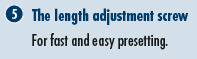 5 The length adjustment screw
For fast and easy presetting.